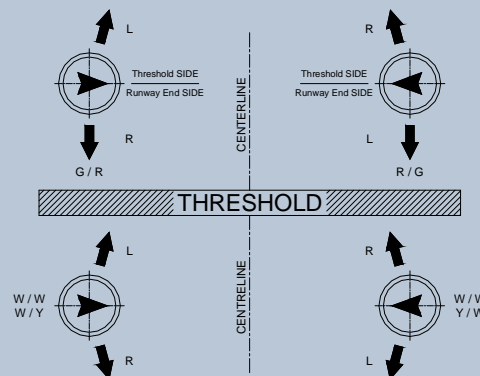 L
R
Threshold SIDE
Runway End SIDE
Threshold SIDE
Runway End SIDE
CENTERLINE
R
L
G / R
R / G
THRESHOLD
L
R
W / W
W / Y
W / W
Y / W
CENTRELINE
R
L